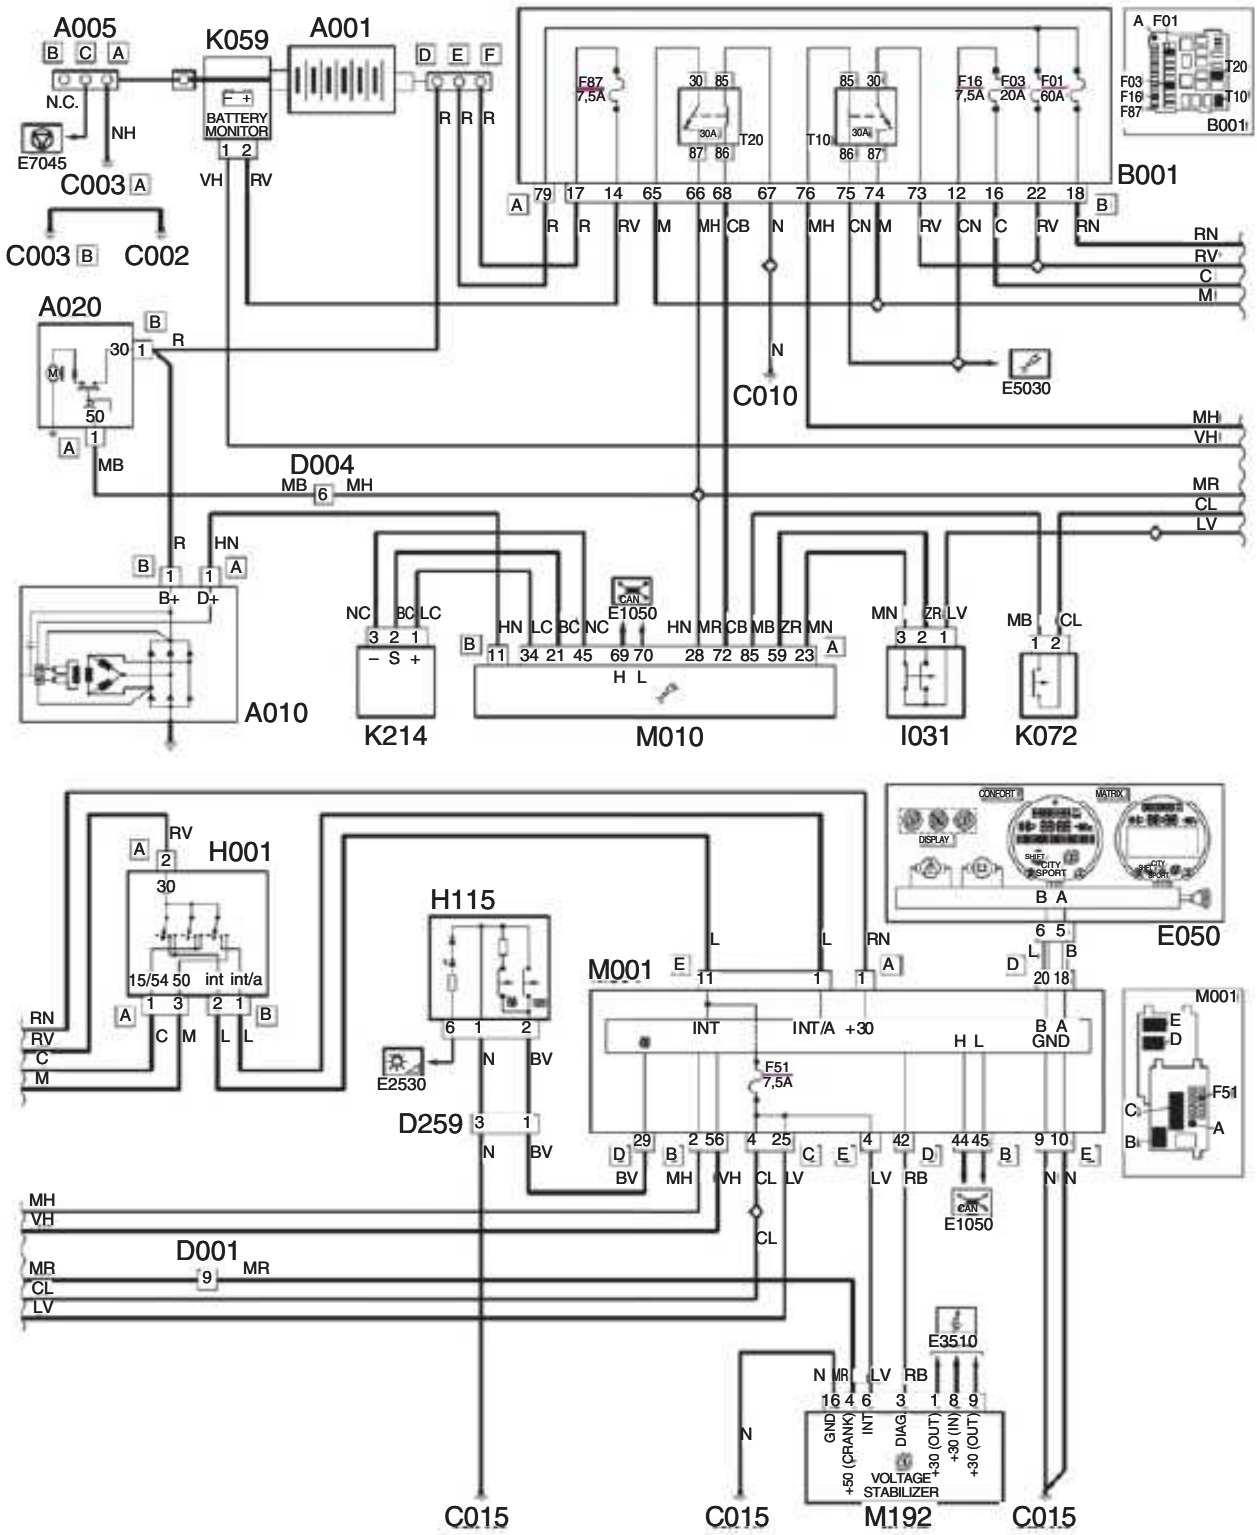 A005
B C A
N.C.
NH
E7045
C003 A
C003 B C002
K059
BATTERY
MONITOR
1 2
VH RV
A001
D E F
R R R
F87
7,5A
30 85
30A
87 86
T20
85 30
30A
86 87
T10
F16 F03 F01
7,5A 20A 60A
B001
A 79 17 14 65 66 68 67 76 75 74 73 12 16 22 18 B
R R RV M MH CB N MH CN M RV CN C RV RN
A F01
T20
F03
F16
F87
T10
B001
RN
RV
C
M
A020
B
R
30 1
M
50
A 1
MB
N
C010
E5030
MH
VH
D004
MB 6 MH
MR
CL
LV
R HN
B 1 1 A
B+ D+
A010
NC BC LC
3 2 1
– S +
K214
CAN
E1050
HN LC BC NC HN MR CB MB ZR MN
B 11 34 21 45 69 70 28 72 85 59 23 A
H L
M010
MN ZR LV
3 2 1
I031
MB CL
1 2
K072
RV
A 2
H001
30
15/54 50 int int/a
A 1 3 2 1 B
C M L L
RN
RV
C
M
H115
6 1 2
N BV
E2530
D259 3 1
N BV
CONFORT
MATRIX
DISPLAY
SHIFT
CITY
SPORT
CITY
SPORT
B A
6 5
E050
L B
L L RN
M001 E 11 1 1 A D 20 18
INT INT/A +30 B A
H L GND
F51
7,5A
29 2 56 4 25 4 42 44 45 9 10
D B C E D B E
BV MH VH CL LV LV RB N N
CAN
E1050
CL
M001
E
D
F51
C
A
B
MH
VH
D001
MR 9 MR
CL
LV
E3510
N MR LV RB
16 4 6 3 1 8 9
GND
+50 (CRANK)
INT
DIAG.
+30 (OUT)
+30 (IN)
+30 (OUT)
VOLTAGE
STABILIZER
N
C015 C015 M192 C015